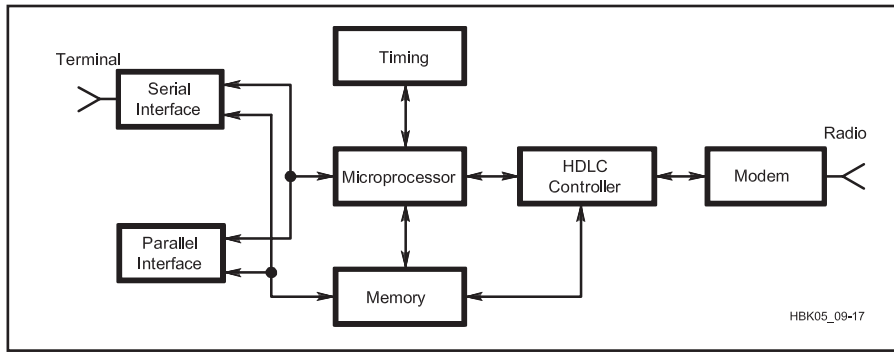 Terminal
Serial
Interface
Timing
Radio
Microprocessor
HDLC
Controller
Modem
Parallel
Interface
Memory
HBK05_09-17